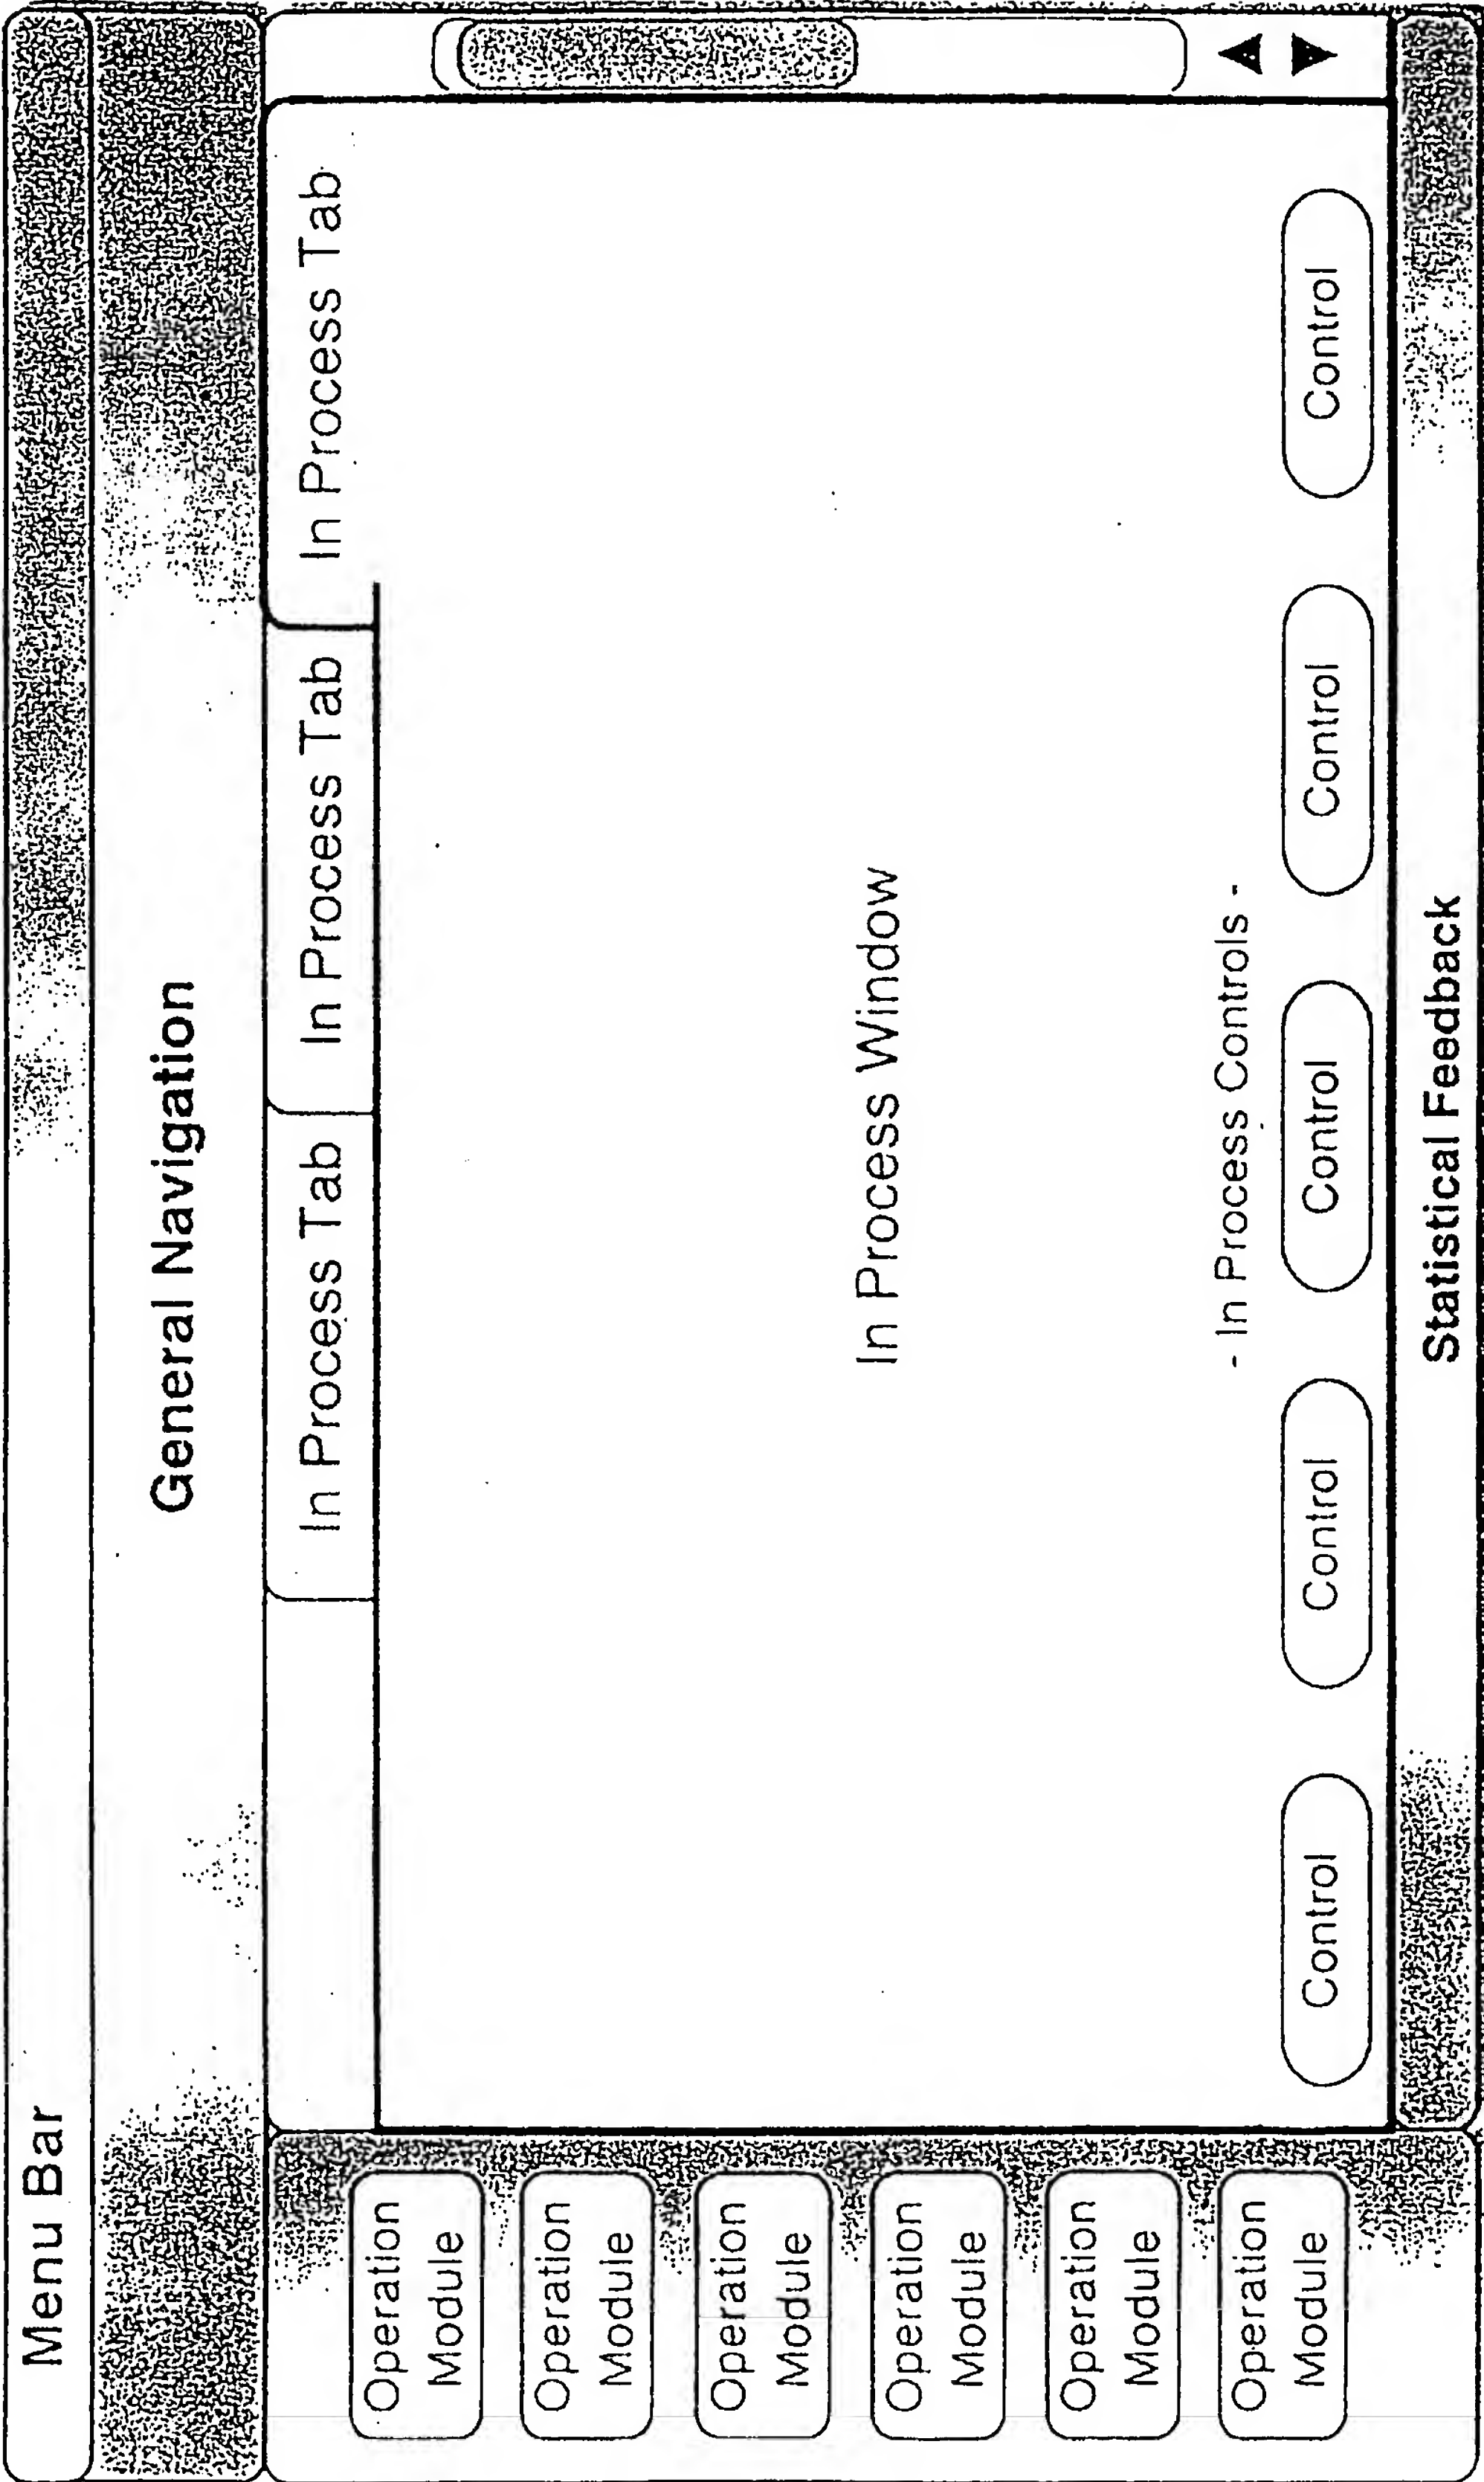 Menu Bar
General Navigation
In Process Tab
In Process Tab
In Process Tab
Operation
Module
Operation
Module
Operation
Module
Operation
Module
Operation
Module
Operation
Module
In Process Window
- In Process Controls -
Control
Control
Control
Control
Control
Statistical Feedback